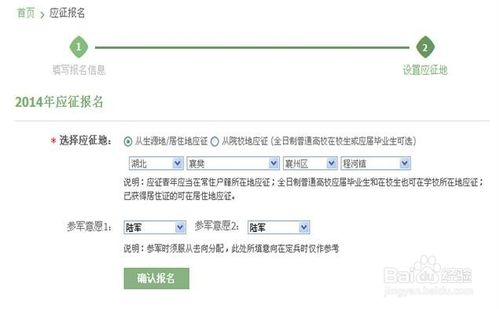 首页 > 应征报名
1 2
填写报名信息 设置应征地
2014年应征报名
* 选择应征地： 从生源地/居住地应征 从院校地应征 (全日制普通高校在校生或应届毕业生可选)
湖北 襄樊 襄州区 程河镇
说明：应征青年应当在常住户籍所在地应征；全日制普通高校应届毕业生和在校生也可在学校所在地应征；
已获得居住证的可在居住地应征。
参军意愿1： 陆军 参军意愿2： 陆军
说明：参军时须服从去向分配，此处所填意向在定兵时仅作参考
确认报名
Baidu 经验
jingyan.baidu.com